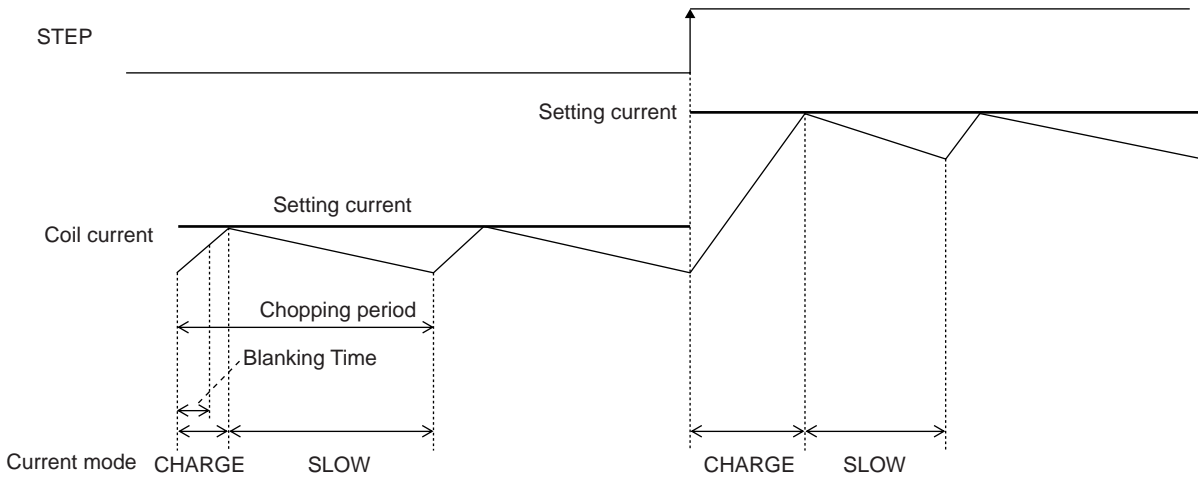 STEP
Setting current
Setting current
Coil current
Chopping period
Blanking Time
Current mode CHARGE SLOW CHARGE SLOW